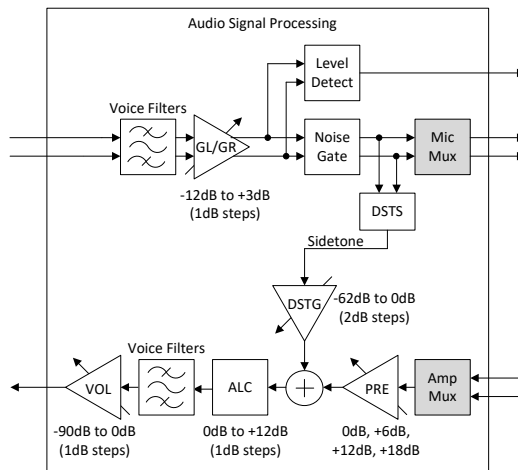 Audio Signal Processing
Level
Detect
Voice Filters
GL/GR
Noise
Gate
Mic
Mux
-12dB to +3dB
(1dB steps)
DSTS
Sidetone
DSTG
-62dB to 0dB
(2dB steps)
Voice Filters
VOL
ALC
PRE
Amp
Mux
-90dB to 0dB
(1dB steps)
0dB to +12dB
(1dB steps)
0dB, +6dB,
+12dB, +18dB